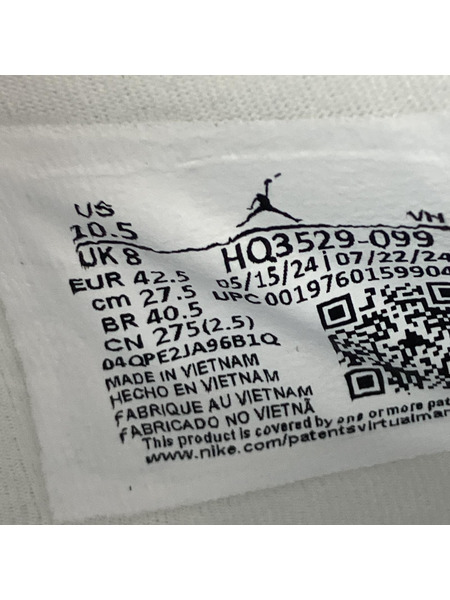 US
10.5
VN
UK 8
HQ3529-099
EUR 42.5
05/15/24 | 07/22/24
cm 27.5
UPC 0019760159904
BR 40.5
CN 275(2.5)
04QPE2JA96B1Q
MADE IN VIETNAM
HECHO EN VIETNAM
FABRIQUE AU VIETNAM
FABRICADO NO VIETNÃ
This product is covered by one or more pat
www.nike.com/patentsvirtualmar